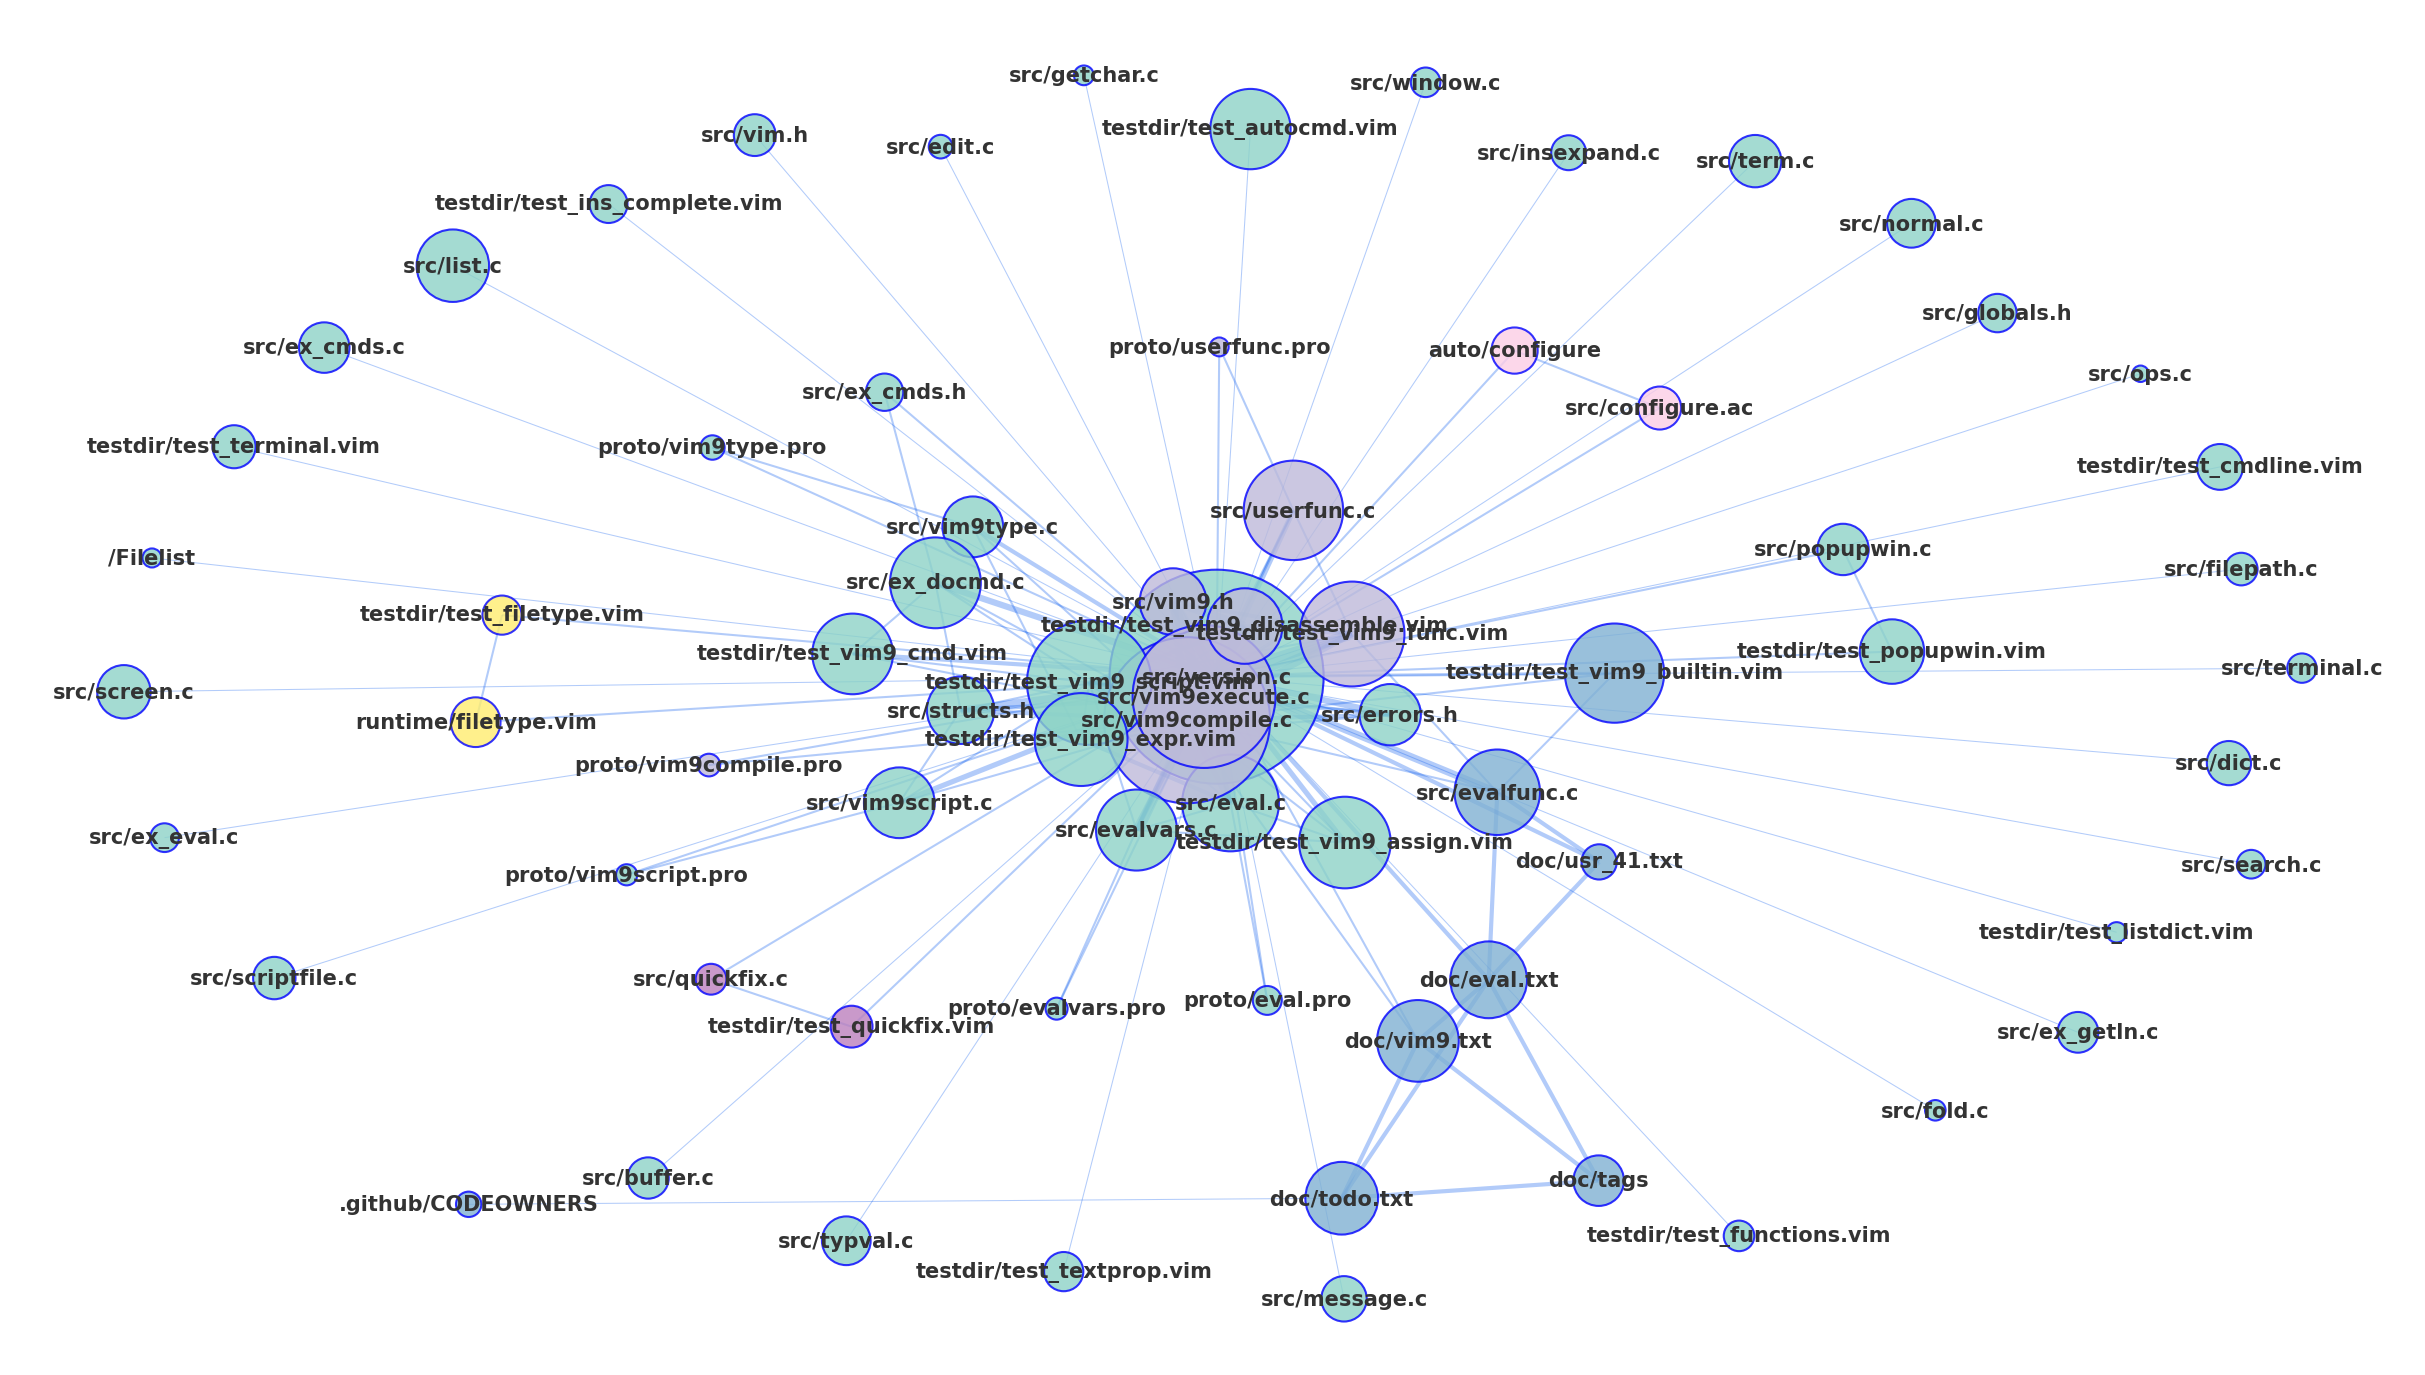 src/getchar.c
src/window.c
testdir/test_autocmd.vim
src/vim.h
src/edit.c
src/insexpand.c
src/term.c
testdir/test_ins_complete.vim
src/normal.c
src/list.c
src/globals.h
src/ex_cmds.c
proto/userfunc.pro
auto/configure
src/ops.c
src/ex_cmds.h
src/configure.ac
testdir/test_terminal.vim
proto/vim9type.pro
testdir/test_cmdline.vim
src/userfunc.c
src/vim9type.c
src/popupwin.c
/Filelist
src/filepath.c
src/ex_docmd.c
src/vim9.h
testdir/test_filetype.vim
testdir/test_vim9_disassemble.vim
testdir/test_vim9_func.vim
testdir/test_vim9_cmd.vim
testdir/test_popupwin.vim
src/terminal.c
testdir/test_vim9_builtin.vim
src/version.c
testdir/test_vim9_script.vim
src/screen.c
src/vim9execute.c
src/structs.h
src/errors.h
runtime/filetype.vim
src/vim9compile.c
testdir/test_vim9_expr.vim
proto/vim9compile.pro
src/dict.c
src/evalfunc.c
src/vim9script.c
src/eval.c
src/evalvars.c
src/ex_eval.c
testdir/test_vim9_assign.vim
doc/usr_41.txt
src/search.c
proto/vim9script.pro
testdir/test_listdict.vim
src/scriptfile.c
src/quickfix.c
doc/eval.txt
proto/eval.pro
proto/evalvars.pro
testdir/test_quickfix.vim
src/ex_getln.c
doc/vim9.txt
src/fold.c
src/buffer.c
doc/tags
.github/CODEOWNERS
doc/todo.txt
testdir/test_functions.vim
src/typval.c
testdir/test_textprop.vim
src/message.c